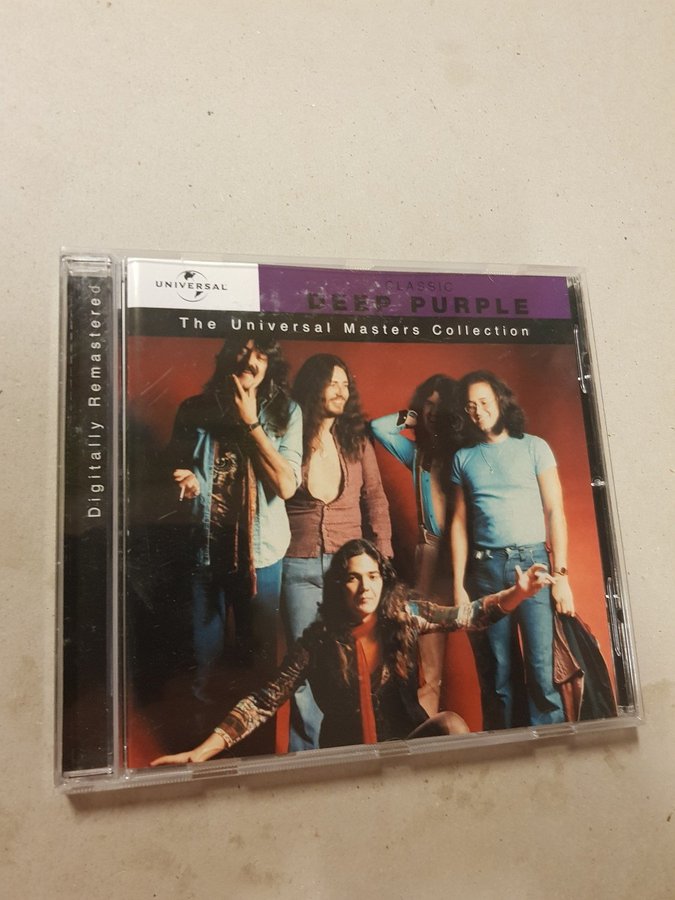 UNIVERSAL
CLASSIC
DEEP PURPLE
The Universal Masters Collection
Digitally Remastered